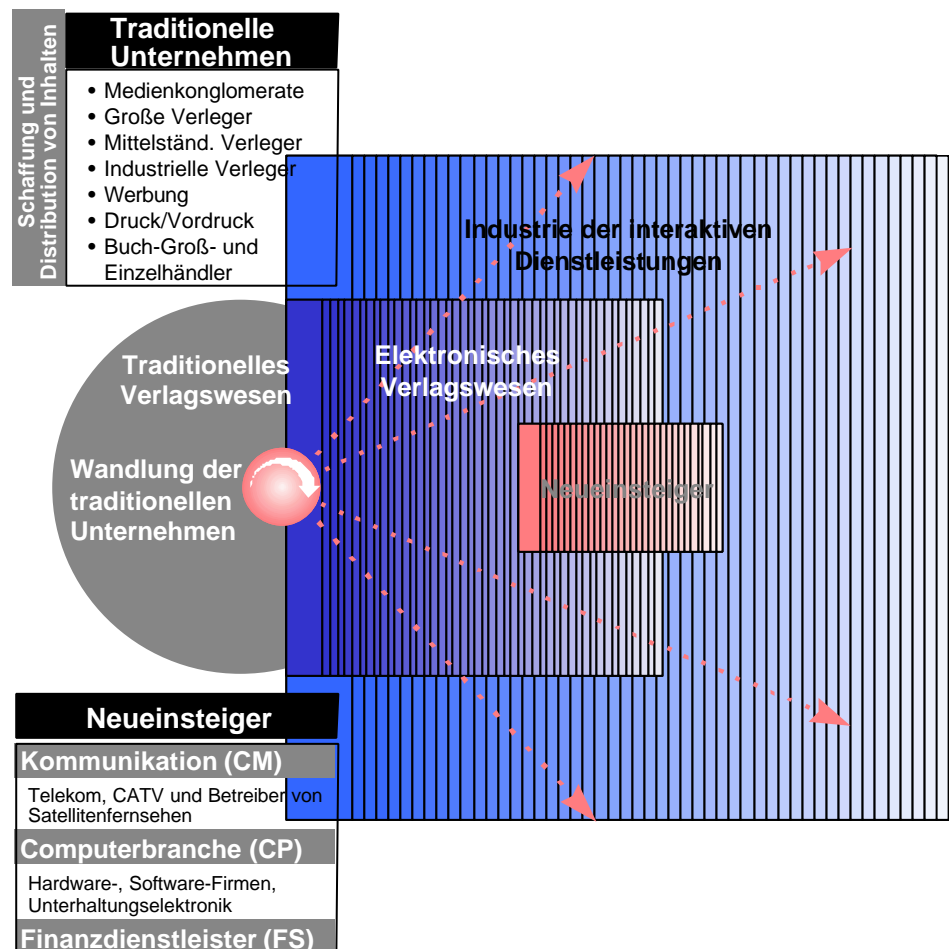 Schaffung und
Distribution von Inhalten
Traditionelle
Unternehmen
• Medienkonglomerate
• Große Verleger
• Mittelständ. Verleger
• Industrielle Verleger
• Werbung
• Druck/Vordruck
• Buch-Groß- und
Einzelhändler
Industrie der interaktiven
Dienstleistungen
Traditionelles
Verlagswesen
Elektronisches
Verlagswesen
Wandlung der
traditionellen
Unternehmen
Neueinsteiger
Neueinsteiger
Kommunikation (CM)
Telekom, CATV und Betreiber von
Satellitenfernsehen
Computerbranche (CP)
Hardware-, Software-Firmen,
Unterhaltungselektronik
Finanzdienstleister (FS)